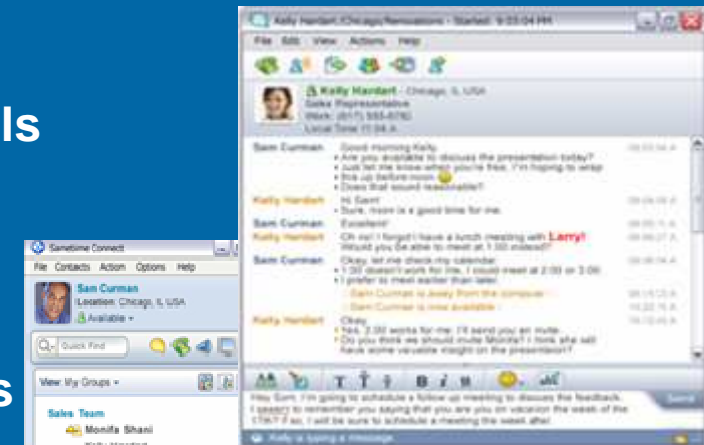 Kelly Hardart/Chicago/Renovations - Started: 9:03:04 PM
File Edit View Actions Help
Kelly Hardart - Chicago, IL USA
Sales Representative
Work: (617) 555-8782
Local Time 11:04 A
ls
Sam Curman Good morning Kelly.
• Are you available to discuss the presentation today?
• Just let me know when you're free, I'm hoping to wrap
this up before noon
• Does that sound reasonable?
Kelly Hardart Hi Sam!
• Sure, noon is a good time for me.
Sam Curman Excellent!
Kelly Hardart Oh no! I forgot I have a lunch meeting with Larry!
Would you be able to meet at 1:00 instead?
Sam Curman Okay, let me check my calendar.
• 1:00 doesn't work for me, I could meet at 2:00 or 3:00.
• I prefer to meet earlier than later.
- Sam Curman is away from the computer -
- Sam Curman is now available -
Kelly Hardart Okay.
• Yes, 2:00 works for me. I'll send you an invite.
• Do you think we should invite Monifa? I think she will
have some valuable insight on the presentation?
T T T B i u
Hey Sam, I'm going to schedule a follow up meeting to discuss the feedback.
I to remember you saying that you are you on vacation the week of the
17th? If so, I will be sure to schedule a meeting the week after.
Send
Kelly is typing a message
Sametime Connect
File Contacts Action Options Help
Sam Curman
Location: Chicago, IL USA
Available
Quick Find
View: My Groups
s
Sales Team
Monifa Shani
Kelly Hardart